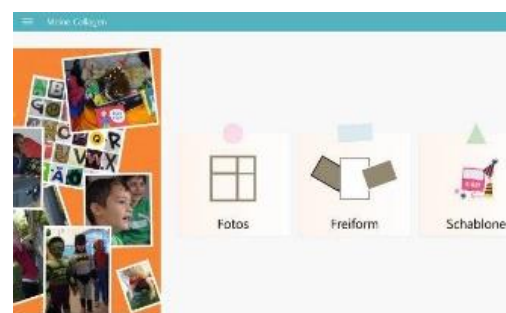 Meine Collagen
A B
G
C Q R
U V W X
Ã O
Fotos
Freiform
Schablone